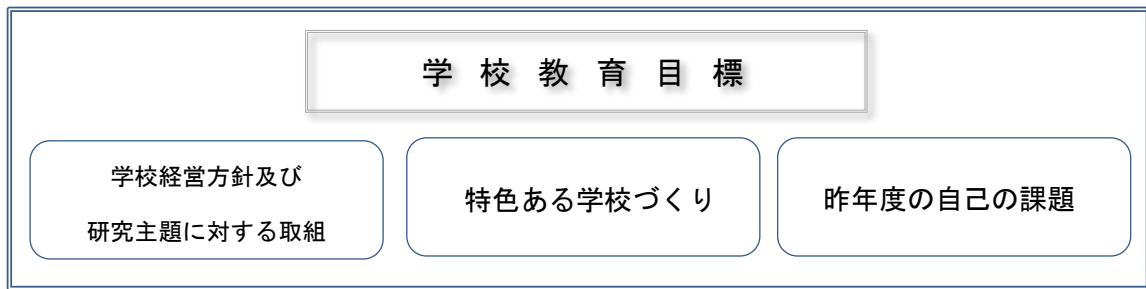 学校教育目標
学校経営方針及び
研究主題に対する取組
特色ある学校づくり
昨年度の自己の課題